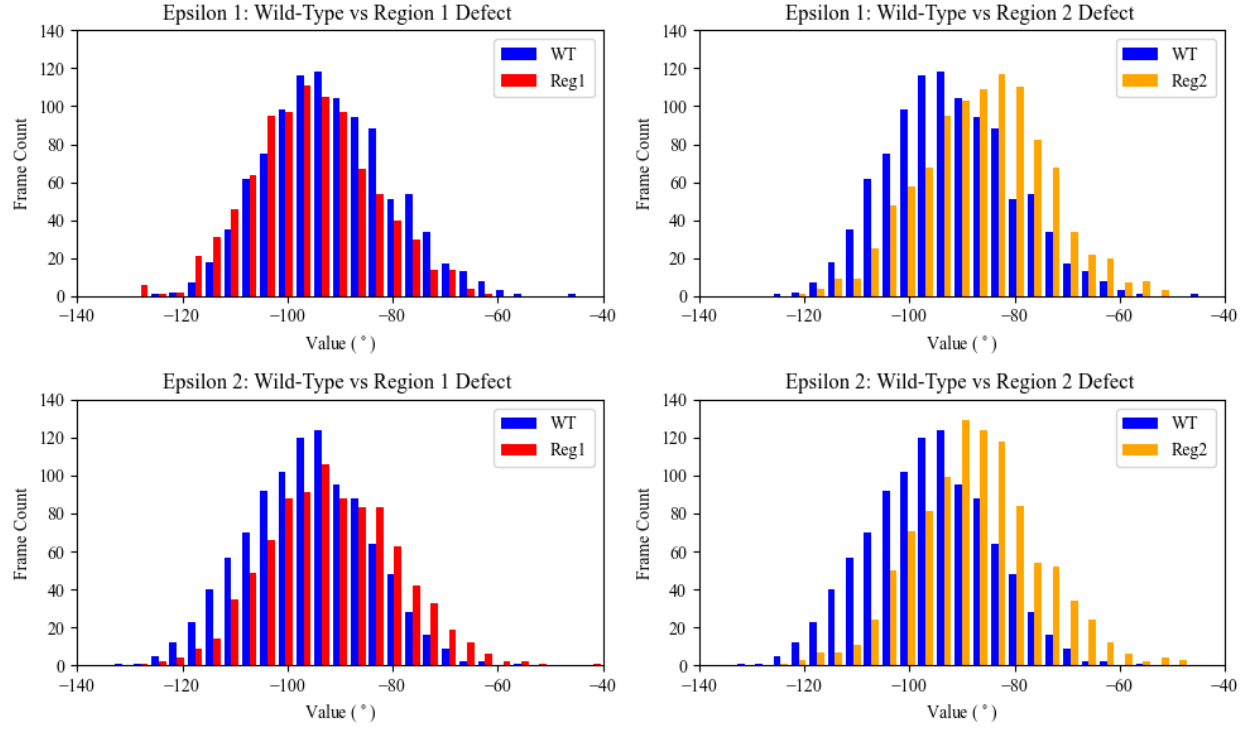 Epsilon 1: Wild-Type vs Region 1 Defect
140
120
100
80
60
40
20
0
Frame Count
WT
Reg1
−140 −120 −100 −80 −60 −40
Value (°)
Epsilon 1: Wild-Type vs Region 2 Defect
140
120
100
80
60
40
20
0
Frame Count
WT
Reg2
−140 −120 −100 −80 −60 −40
Value (°)
Epsilon 2: Wild-Type vs Region 1 Defect
140
120
100
80
60
40
20
0
Frame Count
WT
Reg1
−140 −120 −100 −80 −60 −40
Value (°)
Epsilon 2: Wild-Type vs Region 2 Defect
140
120
100
80
60
40
20
0
Frame Count
WT
Reg2
−140 −120 −100 −80 −60 −40
Value (°)